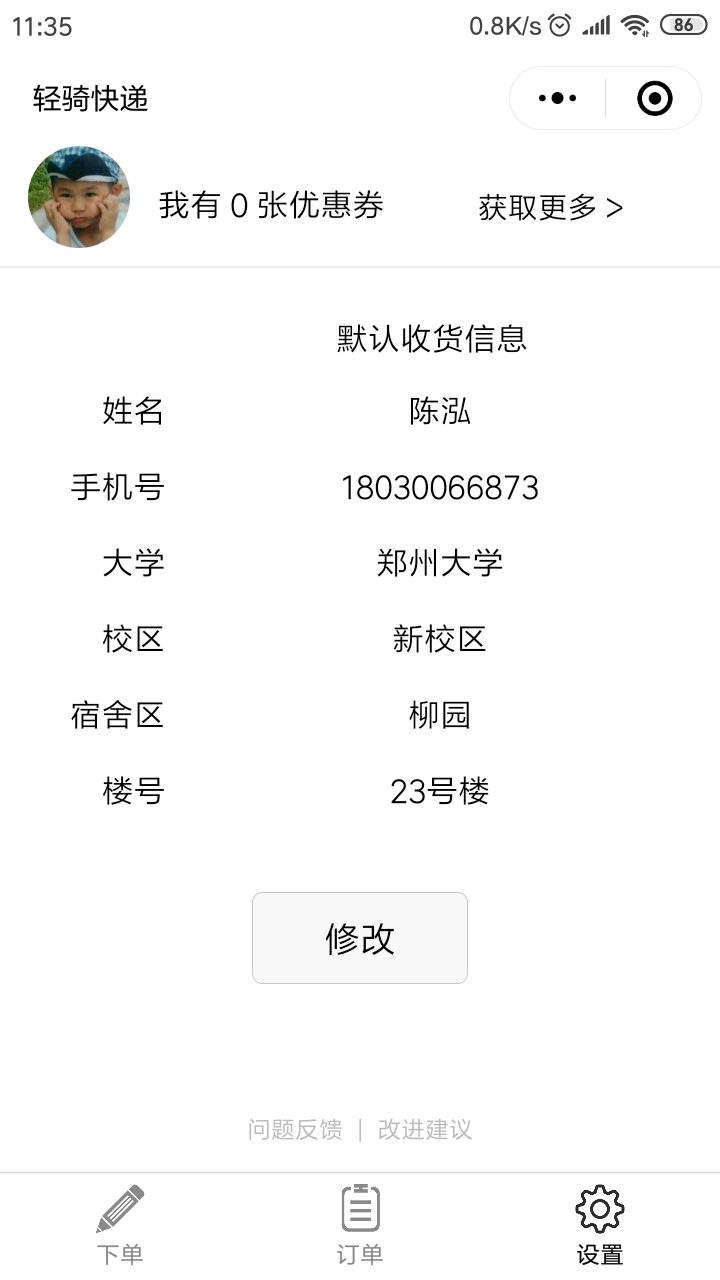 11:35 0.8K/s 86
轻骑快递
我有 0 张优惠券 获取更多 >
默认收货信息
姓名 陈泓
手机号 18030066873
大学 郑州大学
校区 新校区
宿舍区 柳园
楼号 23号楼
修改
问题反馈 | 改进建议
下单 订单 设置